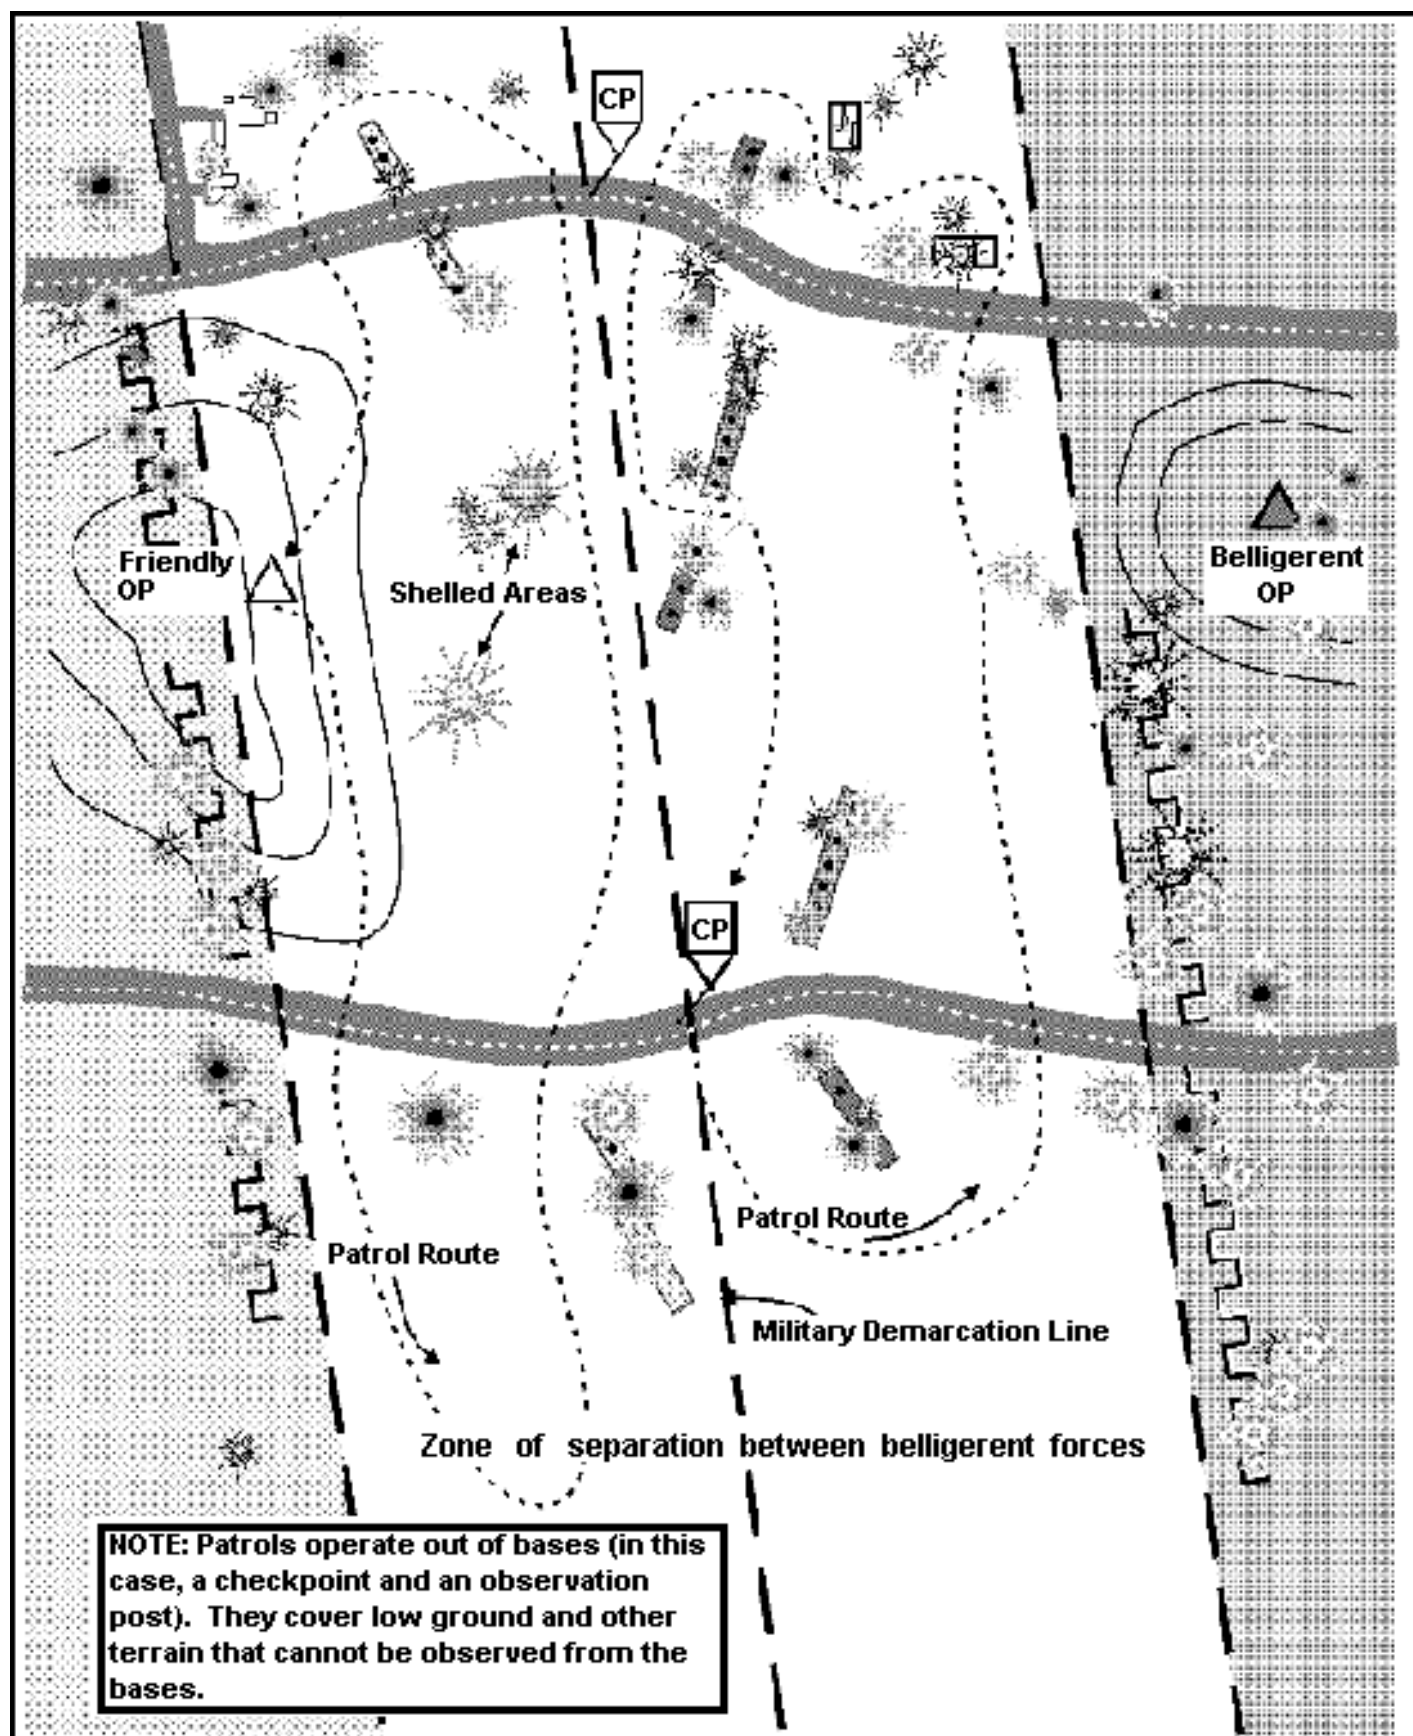 CP
Friendly
OP
Shelled Areas
Belligerent
OP
CP
Patrol Route
Patrol Route
Military Demarcation Line
Zone of separation between belligerent forces
NOTE: Patrols operate out of bases (in this
case, a checkpoint and an observation
post). They cover low ground and other
terrain that cannot be observed from the
bases.